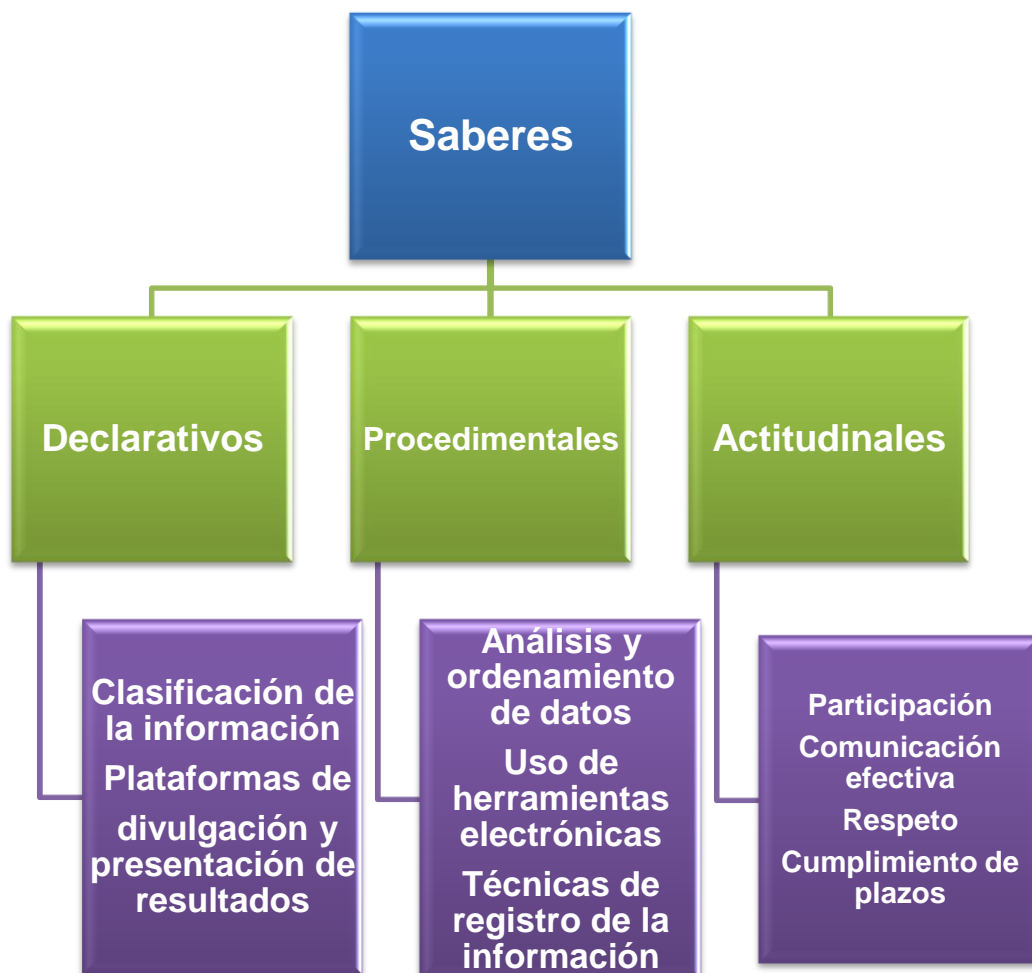 Saberes
Declarativos
Procedimentales
Actitudinales
Clasificación de
la información
Plataformas de
divulgación y
presentación de
resultados
Análisis y
ordenamiento
de datos
Uso de
herramientas
electrónicas
Técnicas de
registro de la
información
Participación
Comunicación
efectiva
Respeto
Cumplimiento de
plazos